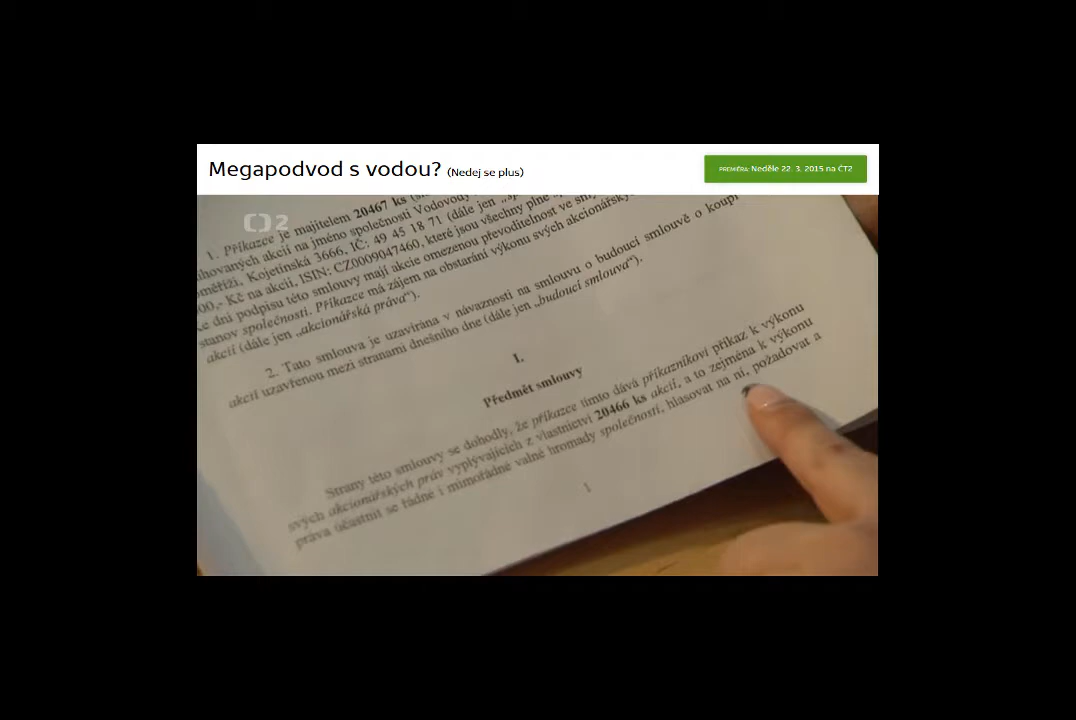 Megapodvod s vodou? (Nedej se plus)
PREMIÉRA: Neděle 22. 3. 2015 na ČT2
2
1. Příkazce je majitelem 20467 ks
ihovaných akcií na jméno společnosti Vodovody
oměříži, Kojetínská 3666, IČ: 49 45 18 71 (dále jen
00,- Kč na akcii, ISIN: CZ0009047460, které jsou všechny plně
Ke dni podpisu této smlouvy mají akcie omezenou převoditelnost ve
stanov společnosti. Příkazce má zájem na obstarání výkonu svých akcionářských
akcií (dále jen „akcionářská práva“).
2. Tato smlouva je uzavírána v návaznosti na smlouvu o budoucí smlouvě o koupi
akcií uzavřenou mezi stranami dnešního dne (dále jen „budoucí smlouva“).
I.
Předmět smlouvy
Strany této smlouvy se dohodly, že příkazce tímto dává příkazníkovi příkaz k výkonu
svých akcionářských práv vyplývajících z vlastnictví 20466 ks akcií, a to zejména k výkonu
práva účastnit se řádné i mimořádné valné hromady společnosti, hlasovat na ní, požadovat a
1